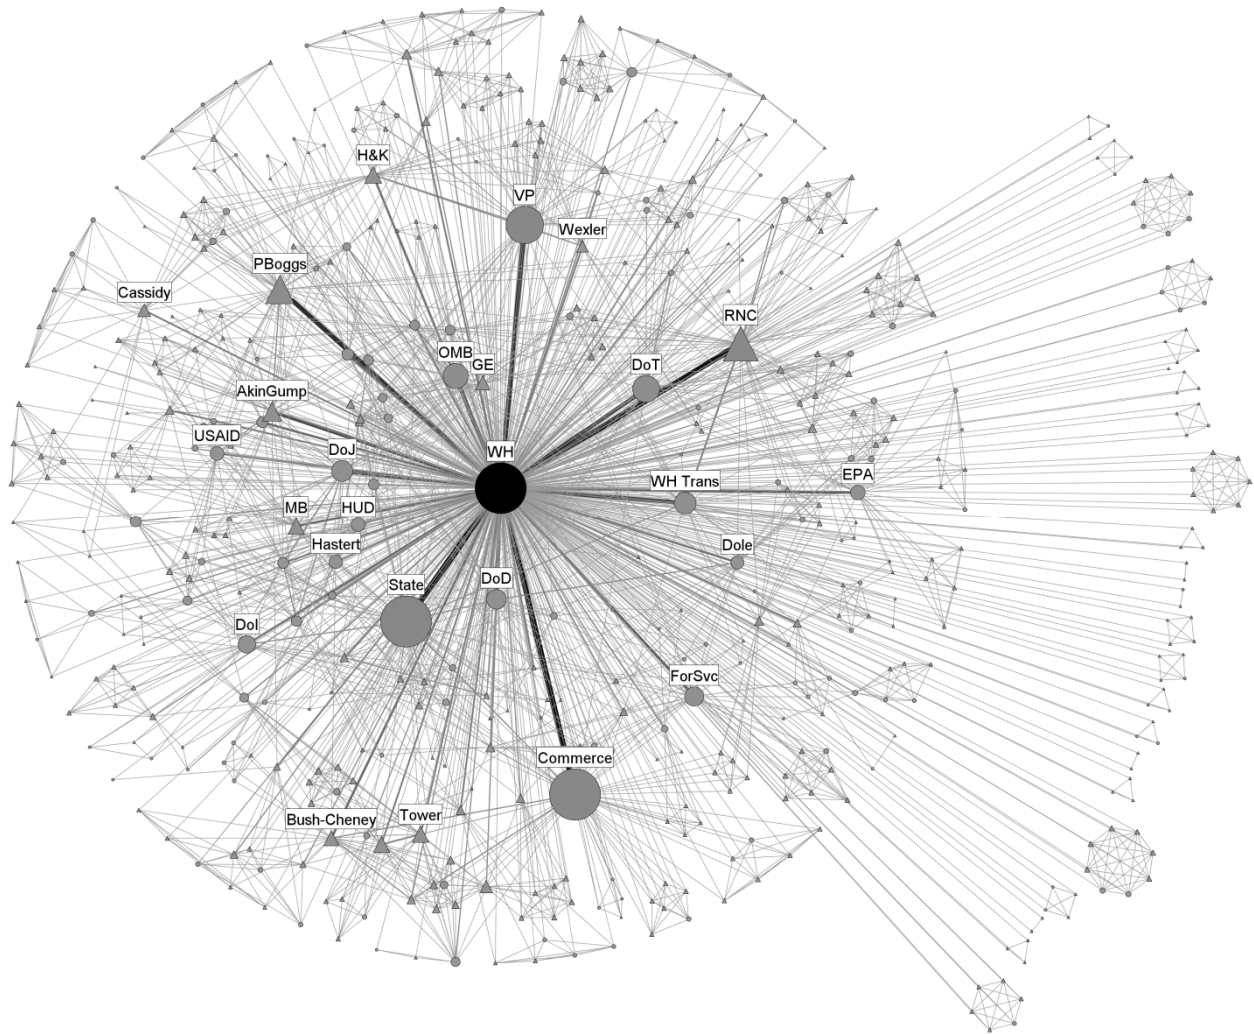 H&K
VP
Wexler
PBoggs
Cassidy
RNC
OMB
GE
DoT
AkinGump
USAID
DoJ
WH
WH Trans
EPA
MB
HUD
Hastert
Dole
State
DoD
DoI
ForSvc
Commerce
Bush-Cheney
Tower